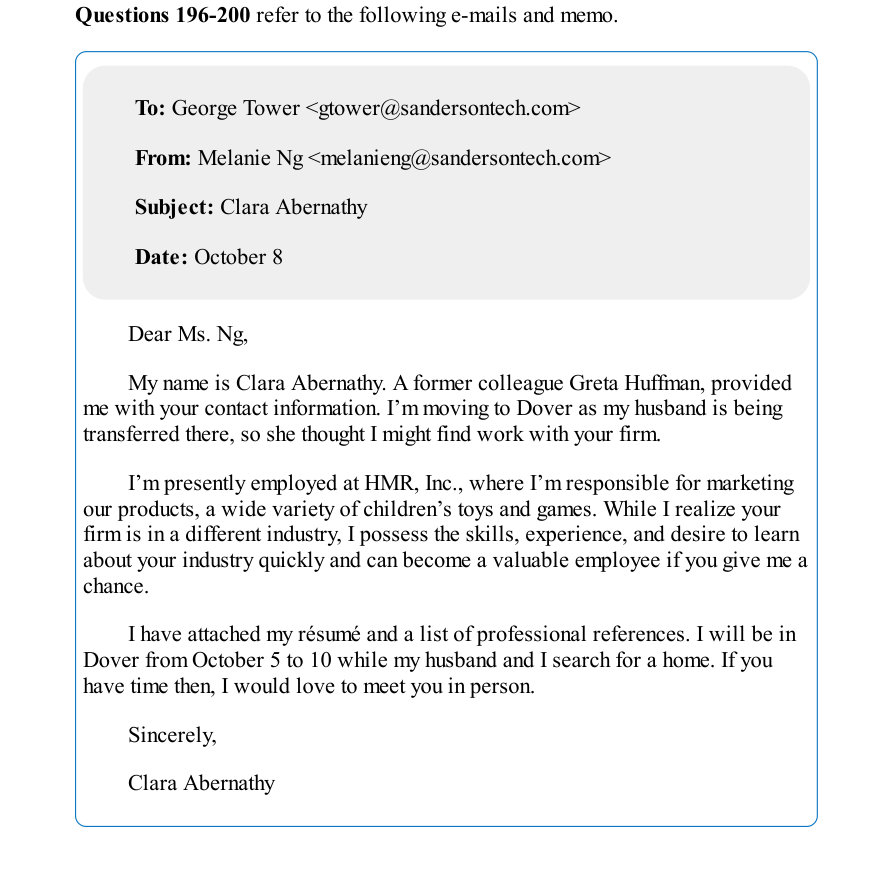 Questions 196-200 refer to the following e-mails and memo.
To: George Tower <gtower@sandersontech.com>
From: Melanie Ng <melanieng@sandersontech.com>
Subject: Clara Abernathy
Date: October 8
Dear Ms. Ng,
My name is Clara Abernathy. A former colleague Greta Huffman, provided
me with your contact information. I'm moving to Dover as my husband is being
transferred there, so she thought I might find work with your firm.
I'm presently employed at HMR, Inc., where I'm responsible for marketing
our products, a wide variety of children's toys and games. While I realize your
firm is in a different industry, I possess the skills, experience, and desire to learn
about your industry quickly and can become a valuable employee if you give me a
chance.
I have attached my résumé and a list of professional references. I will be in
Dover from October 5 to 10 while my husband and I search for a home. If you
have time then, I would love to meet you in person.
Sincerely,
Clara Abernathy